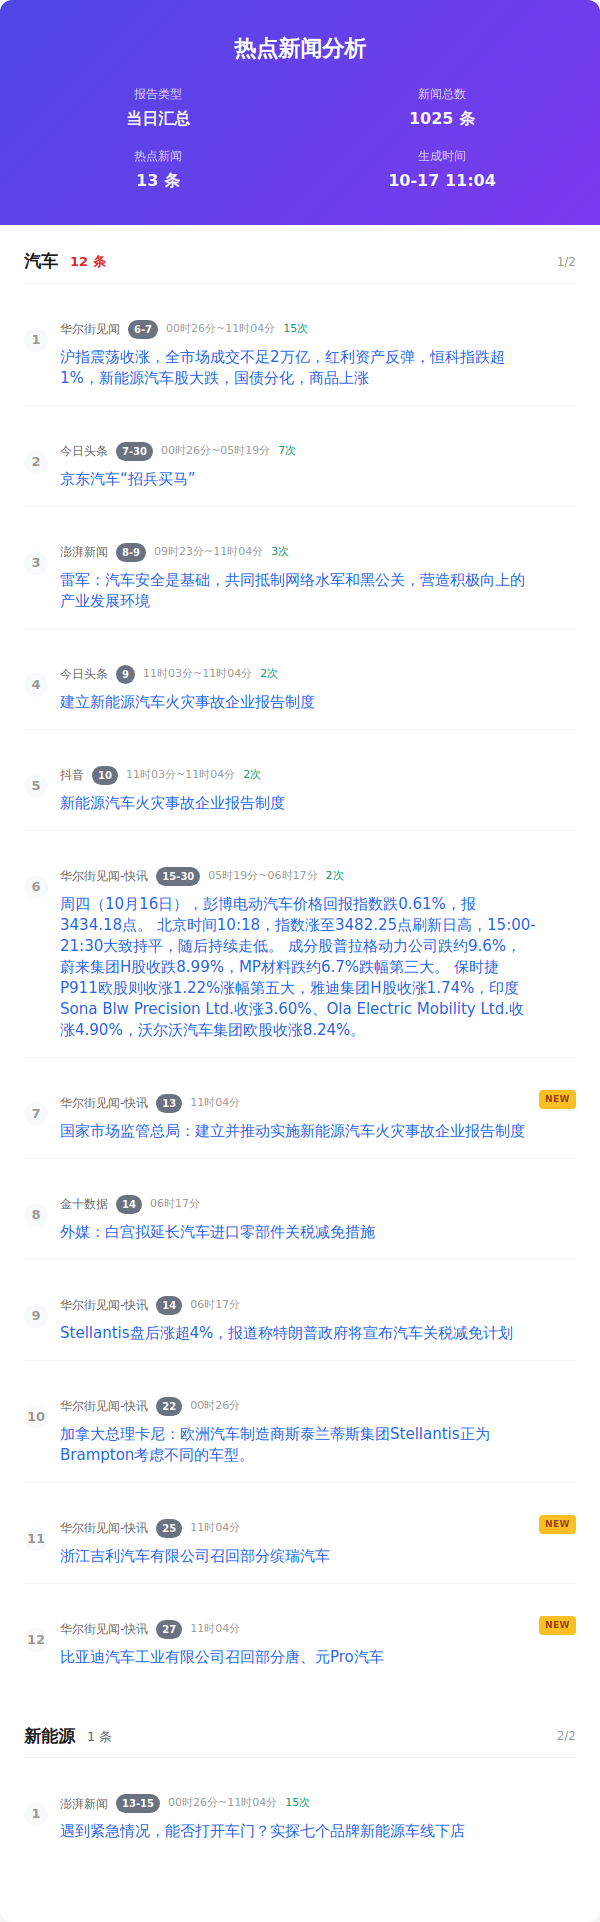 热点新闻分析
报告类型
当日汇总
新闻总数
1025 条
热点新闻
13 条
生成时间
10-17 11:04
汽车 12 条 1/2
1
华尔街见闻 6-7 00时26分~11时04分 15次
沪指震荡收涨，全市场成交不足2万亿，红利资产反弹，恒科指跌超
1%，新能源汽车股大跌，国债分化，商品上涨
2
今日头条 7-30 00时26分~05时19分 7次
京东汽车“招兵买马”
3
澎湃新闻 8-9 09时23分~11时04分 3次
雷军：汽车安全是基础，共同抵制网络水军和黑公关，营造积极向上的
产业发展环境
4
今日头条 9 11时03分~11时04分 2次
建立新能源汽车火灾事故企业报告制度
5
抖音 10 11时03分~11时04分 2次
新能源汽车火灾事故企业报告制度
6
华尔街见闻-快讯 15-30 05时19分~06时17分 2次
周四（10月16日），彭博电动汽车价格回报指数跌0.61%，报
3434.18点。 北京时间10:18，指数涨至3482.25点刷新日高，15:00-
21:30大致持平，随后持续走低。 成分股普拉格动力公司跌约9.6%，
蔚来集团H股收跌8.99%，MP材料跌约6.7%跌幅第三大。 保时捷
P911欧股则收涨1.22%涨幅第五大，雅迪集团H股收涨1.74%，印度
Sona Blw Precision Ltd.收涨3.60%、Ola Electric Mobility Ltd.收
涨4.90%，沃尔沃汽车集团欧股收涨8.24%。
7
华尔街见闻-快讯 13 11时04分 NEW
国家市场监管总局：建立并推动实施新能源汽车火灾事故企业报告制度
8
金十数据 14 06时17分
外媒：白宫拟延长汽车进口零部件关税减免措施
9
华尔街见闻-快讯 14 06时17分
Stellantis盘后涨超4%，报道称特朗普政府将宣布汽车关税减免计划
10
华尔街见闻-快讯 22 00时26分
加拿大总理卡尼：欧洲汽车制造商斯泰兰蒂斯集团Stellantis正为
Brampton考虑不同的车型。
11
华尔街见闻-快讯 25 11时04分 NEW
浙江吉利汽车有限公司召回部分缤瑞汽车
12
华尔街见闻-快讯 27 11时04分 NEW
比亚迪汽车工业有限公司召回部分唐、元Pro汽车
新能源 1 条 2/2
1
澎湃新闻 13-15 00时26分~11时04分 15次
遇到紧急情况，能否打开车门？实探七个品牌新能源车线下店